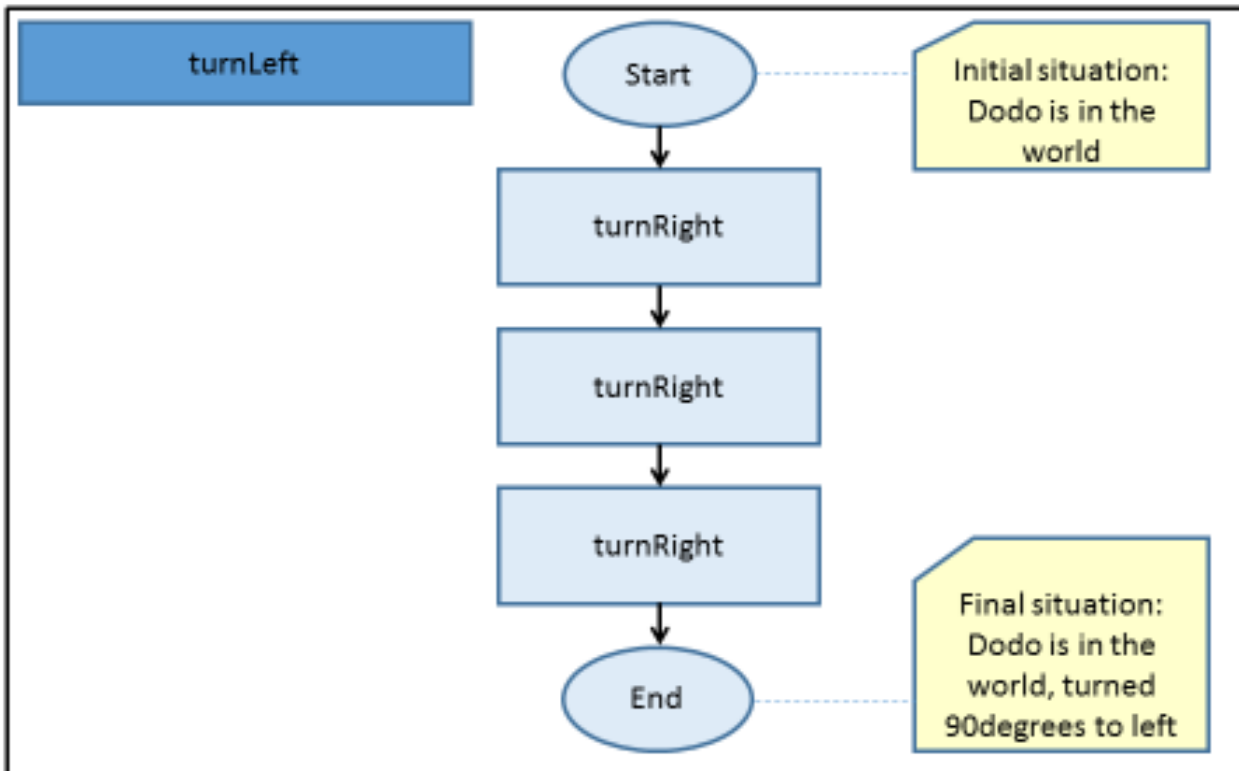 turnLeft
Start
Initial situation:
Dodo is in the
world
turnRight
turnRight
turnRight
Final situation:
Dodo is in the
world, turned
90degrees to left
End